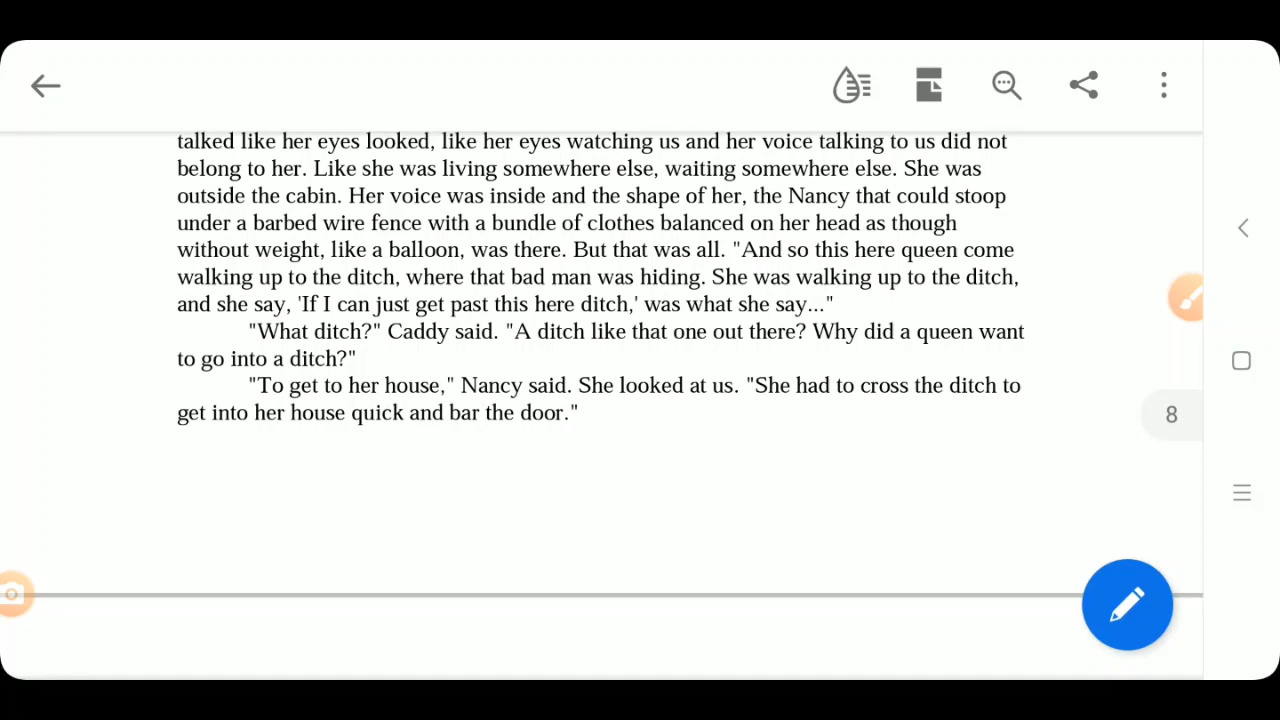 talked like her eyes looked, like her eyes watching us and her voice talking to us did not
belong to her. Like she was living somewhere else, waiting somewhere else. She was
outside the cabin. Her voice was inside and the shape of her, the Nancy that could stoop
under a barbed wire fence with a bundle of clothes balanced on her head as though
without weight, like a balloon, was there. But that was all. "And so this here queen come
walking up to the ditch, where that bad man was hiding. She was walking up to the ditch,
and she say, 'If I can just get past this here ditch,' was what she say..."
"What ditch?" Caddy said. "A ditch like that one out there? Why did a queen want
to go into a ditch?"
"To get to her house," Nancy said. She looked at us. "She had to cross the ditch to
get into her house quick and bar the door."
8